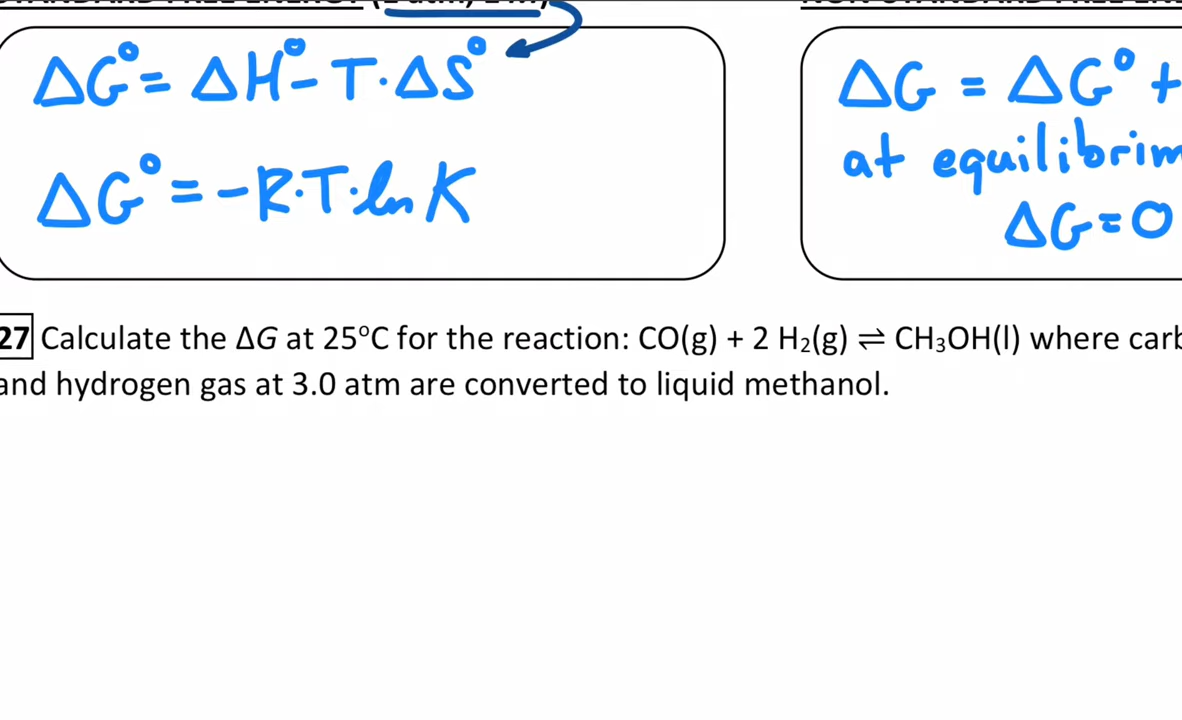 ΔG° = ΔH° - T·ΔS°
ΔG° = -R·T·ln K
ΔG = ΔG° +
at equilibrim
ΔG = 0
27 Calculate the ΔG at 25°C for the reaction: CO(g) + 2 H₂(g) ⇌ CH₃OH(l) where carb
and hydrogen gas at 3.0 atm are converted to liquid methanol.